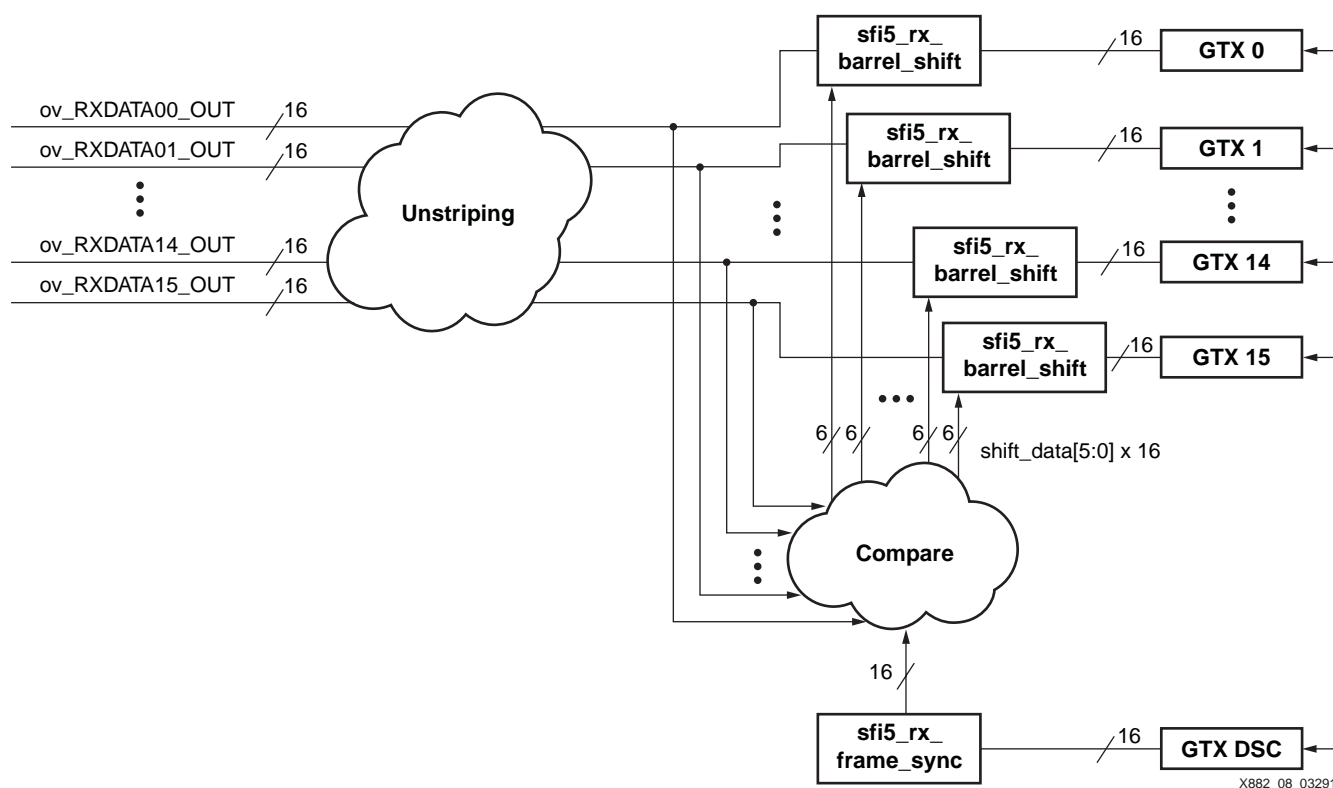 sfi5_rx_
barrel_shift
16
GTX 0
ov_RXDATA00_OUT
16
sfi5_rx_
barrel_shift
16
GTX 1
ov_RXDATA01_OUT
16
Unstriping
ov_RXDATA14_OUT
16
sfi5_rx_
barrel_shift
16
GTX 14
ov_RXDATA15_OUT
16
sfi5_rx_
barrel_shift
16
GTX 15
6
6
6
6
shift_data[5:0] x 16
Compare
16
sfi5_rx_
frame_sync
16
GTX DSC
X882_08_03291